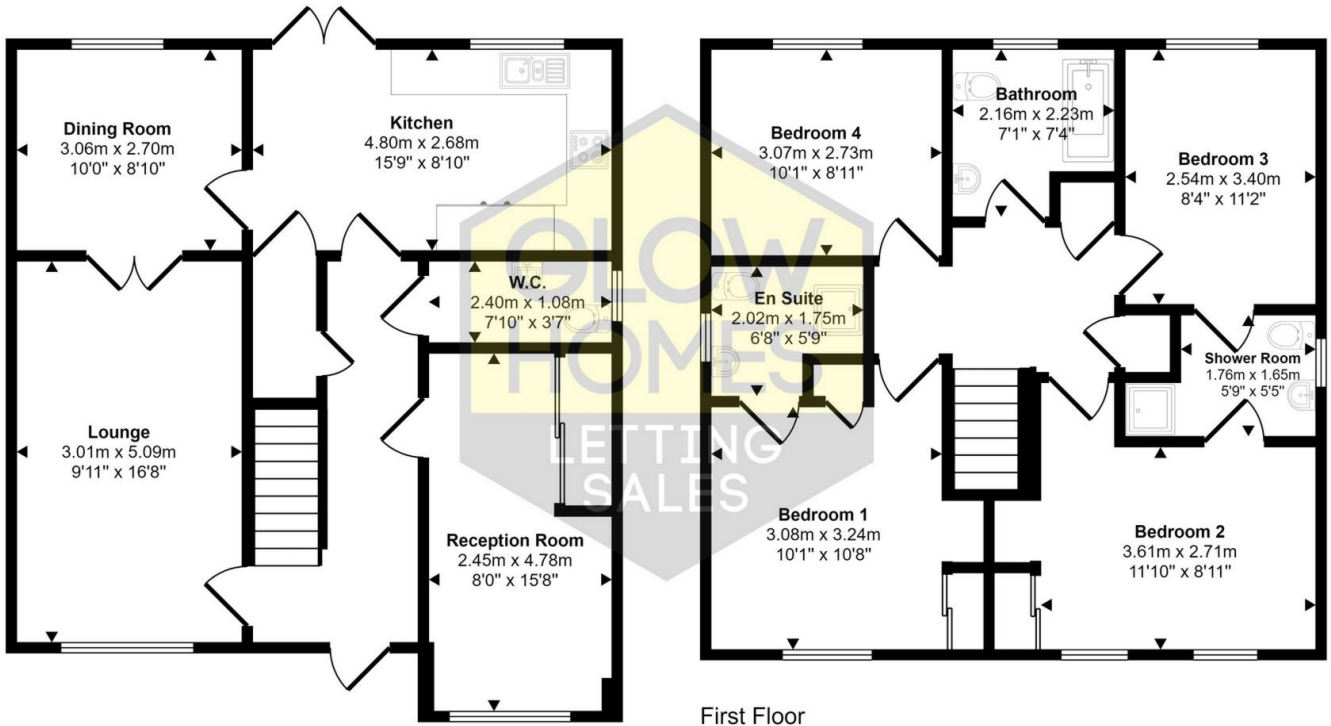 Dining Room
3.06m x 2.70m
10'0" x 8'10"
Kitchen
4.80m x 2.68m
15'9" x 8'10"
W.C.
2.40m x 1.08m
7'10" x 3'7"
Lounge
3.01m x 5.09m
9'11" x 16'8"
Reception Room
2.45m x 4.78m
8'0" x 15'8"
Bedroom 4
3.07m x 2.73m
10'1" x 8'11"
Bathroom
2.16m x 2.23m
7'1" x 7'4"
Bedroom 3
2.54m x 3.40m
8'4" x 11'2"
En Suite
2.02m x 1.75m
6'8" x 5'9"
Shower Room
1.76m x 1.65m
5'9" x 5'5"
Bedroom 1
3.08m x 3.24m
10'1" x 10'8"
Bedroom 2
3.61m x 2.71m
11'10" x 8'11"
First Floor
GLOW
HOMES
LETTING
SALES